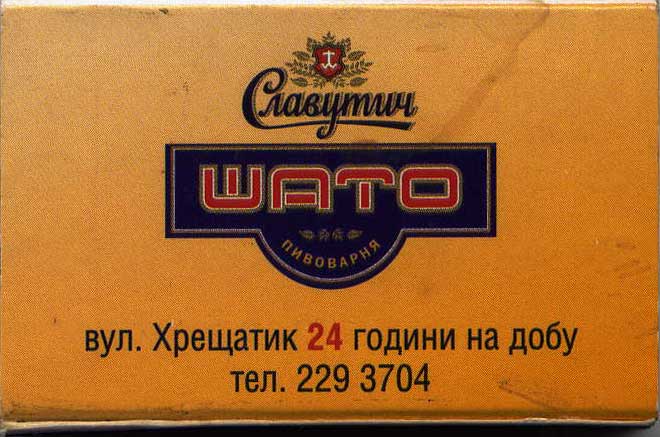 Славутич
ШАТО
ПИВОВАРНЯ
вул. Хрещатик 24 години на добу
тел. 229 3704